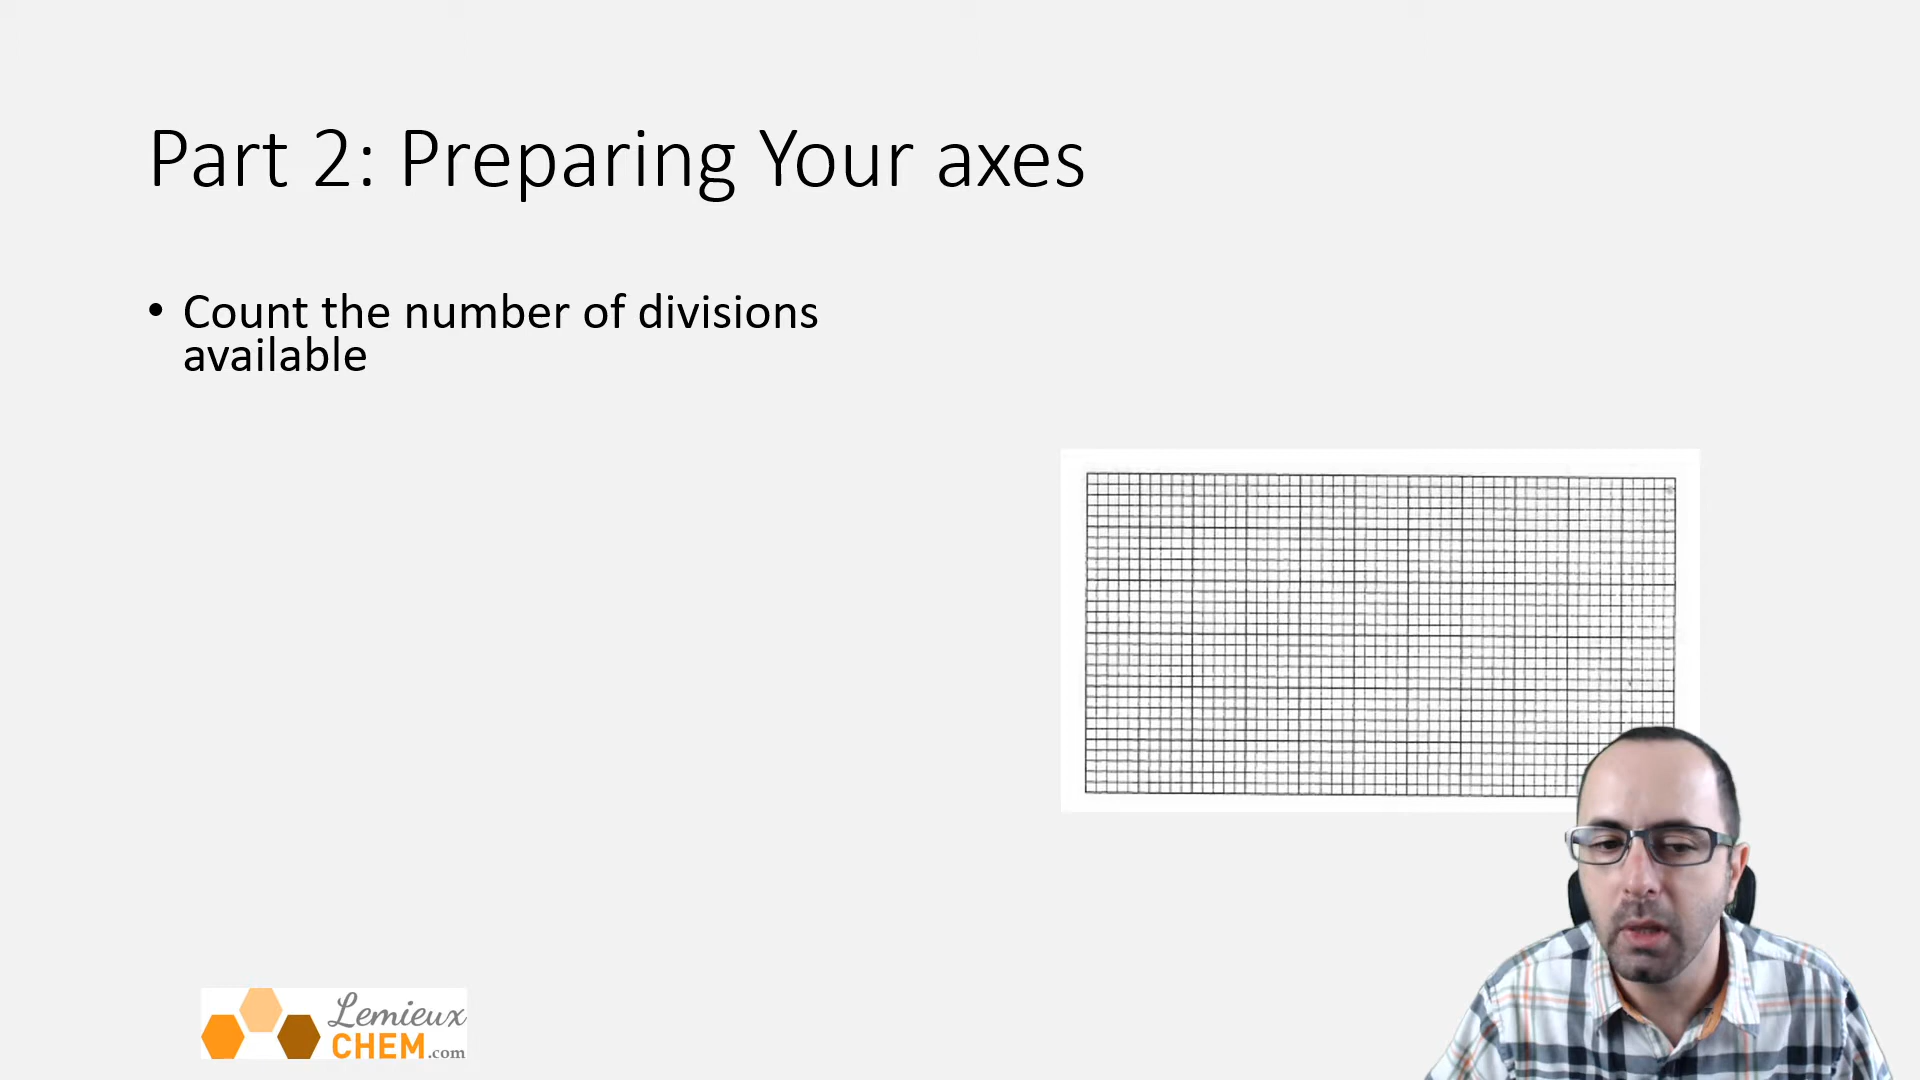 Part 2: Preparing Your axes
• Count the number of divisions
available
Lemieux
CHEM.com